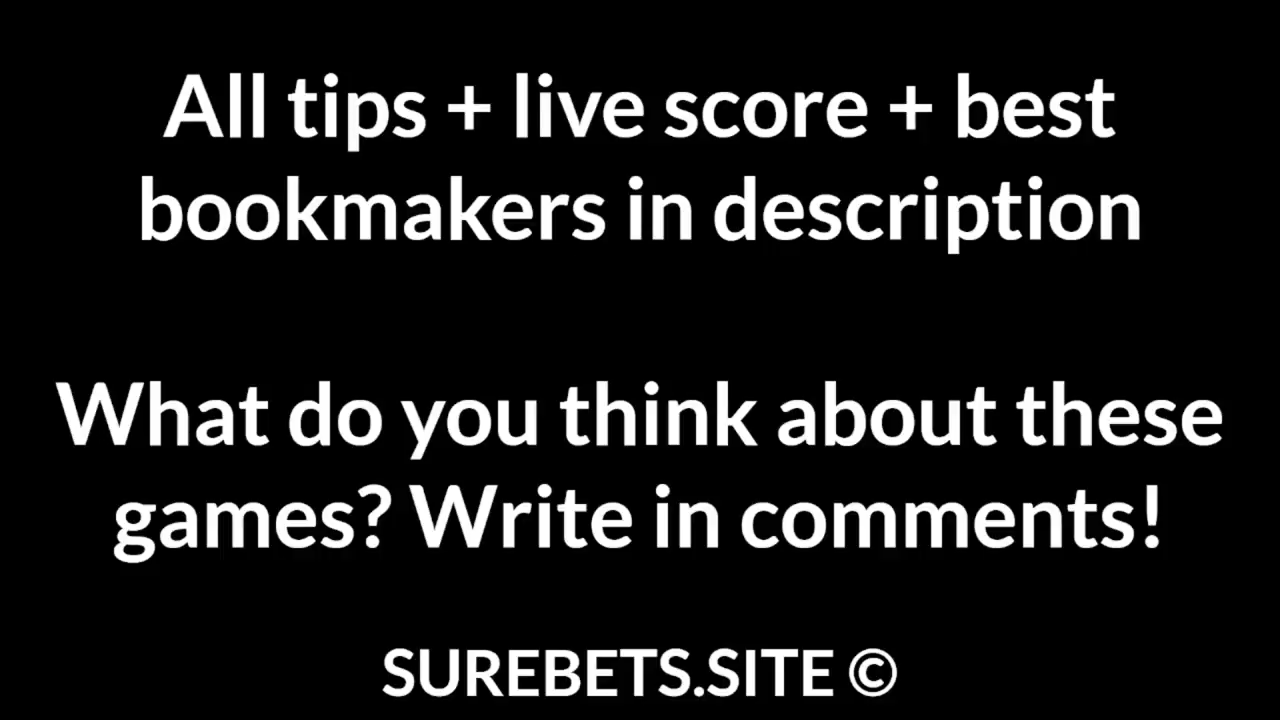 All tips + live score + best
bookmakers in description
What do you think about these
games? Write in comments!
SUREBETS.SITE ©